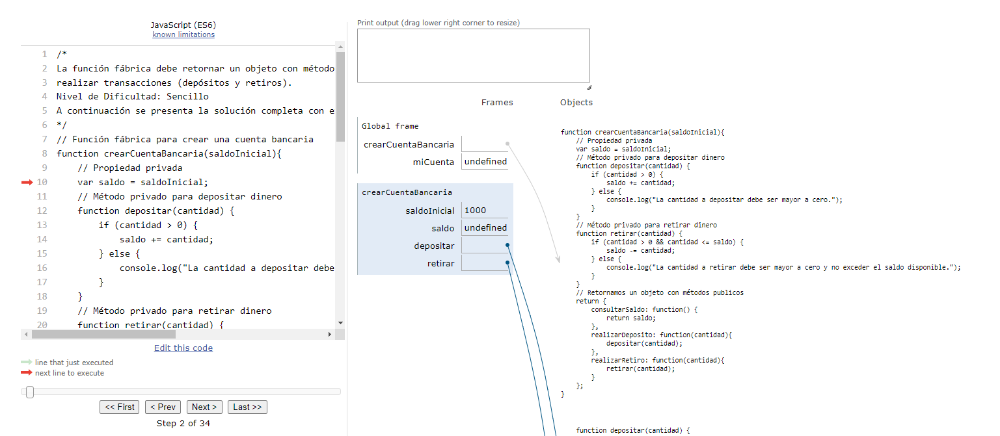 JavaScript (ES6)
known limitations
1 /*
2 La función fábrica debe retornar un objeto con método
3 realizar transacciones (depósitos y retiros).
4 Nivel de Dificultad: Sencillo
5 A continuación se presenta la solución completa con e
6 */
7 // Función fábrica para crear una cuenta bancaria
8 function crearCuentaBancaria(saldoInicial){
9     // Propiedad privada
10     var saldo = saldoInicial;
11     // Método privado para depositar dinero
12     function depositar(cantidad) {
13         if (cantidad > 0) {
14             saldo += cantidad;
15         } else {
16             console.log("La cantidad a depositar debe
17         }
18     }
19     // Método privado para retirar dinero
20     function retirar(cantidad) {
Edit this code
line that just executed
next line to execute
<< First
< Prev
Next >
Last >>
Step 2 of 34
Print output (drag lower right corner to resize)
Frames
Objects
Global frame
crearCuentaBancaria
miCuenta undefined
crearCuentaBancaria
saldoInicial 1000
saldo undefined
depositar
retirar
function crearCuentaBancaria(saldoInicial){
    // Propiedad privada
    var saldo = saldoInicial;
    // Método privado para depositar dinero
    function depositar(cantidad) {
        if (cantidad > 0) {
            saldo += cantidad;
        } else {
            console.log("La cantidad a depositar debe ser mayor a cero.");
        }
    }
    // Método privado para retirar dinero
    function retirar(cantidad) {
        if (cantidad > 0 && cantidad <= saldo) {
            saldo -= cantidad;
        } else {
            console.log("La cantidad a retirar debe ser mayor a cero y no exceder el saldo disponible.");
        }
    }
    // Retornamos un objeto con métodos publicos
    return {
        consultarSaldo: function() {
            return saldo;
        },
        realizarDeposito: function(cantidad){
            depositar(cantidad);
        },
        realizarRetiro: function(cantidad){
            retirar(cantidad);
        }
    };
}
function depositar(cantidad) {